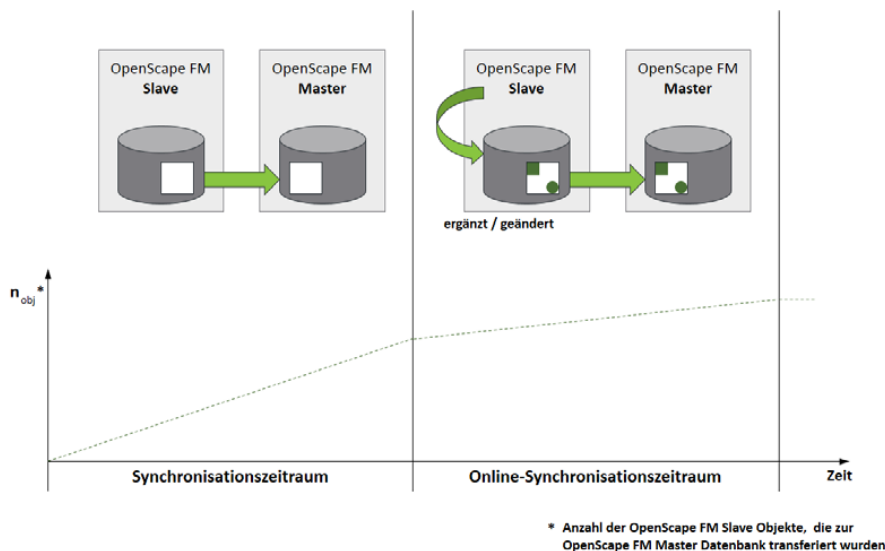 OpenScape FM
Slave
OpenScape FM
Master
OpenScape FM
Slave
OpenScape FM
Master
ergänzt / geändert
n obj *
Synchronisationszeitraum
Online-Synchronisationszeitraum
Zeit
* Anzahl der OpenScape FM Slave Objekte, die zur
OpenScape FM Master Datenbank transferiert wurden